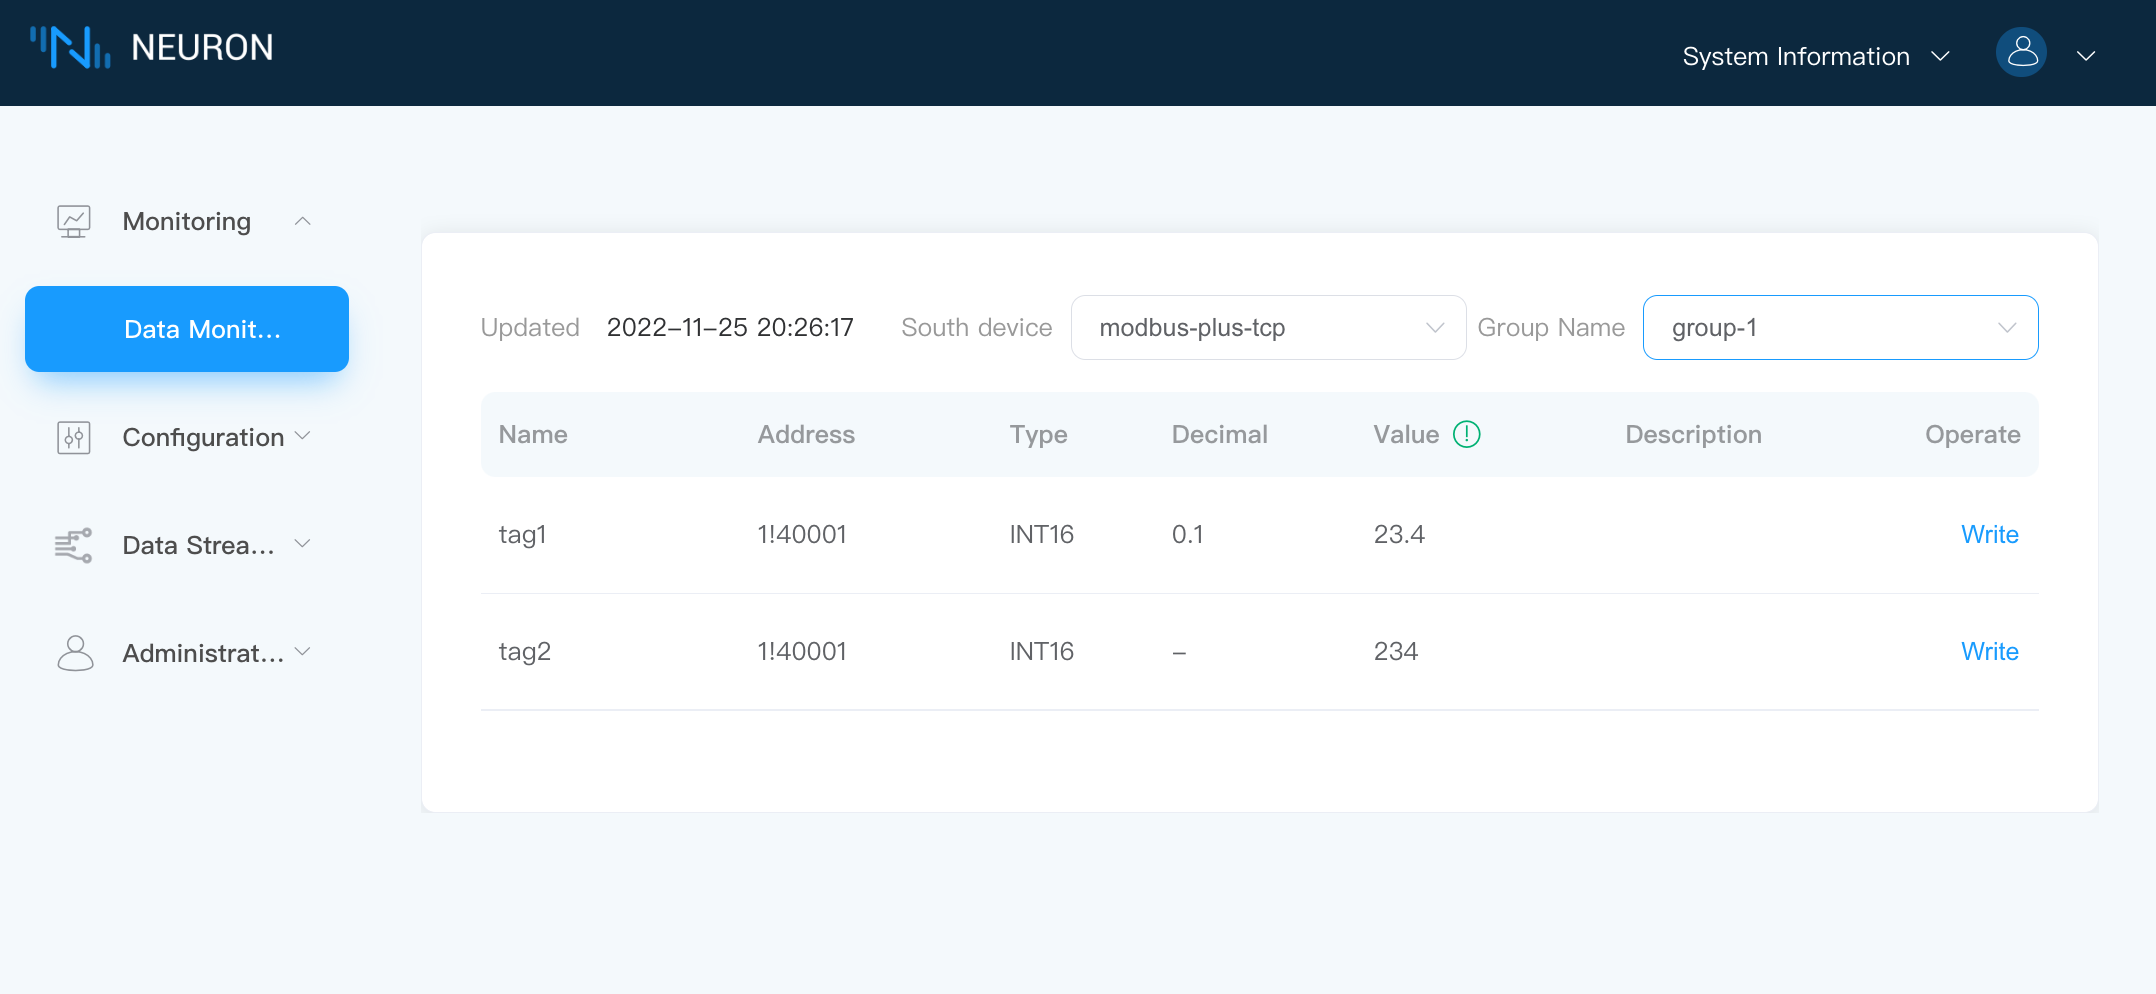 NEURON
System Information
Monitoring
Data Monit...
Configuration
Data Strea...
Administrat...
Updated 2022-11-25 20:26:17 South device modbus-plus-tcp Group Name group-1
Name Address Type Decimal Value Description Operate
tag1 1!40001 INT16 0.1 23.4 Write
tag2 1!40001 INT16 – 234 Write